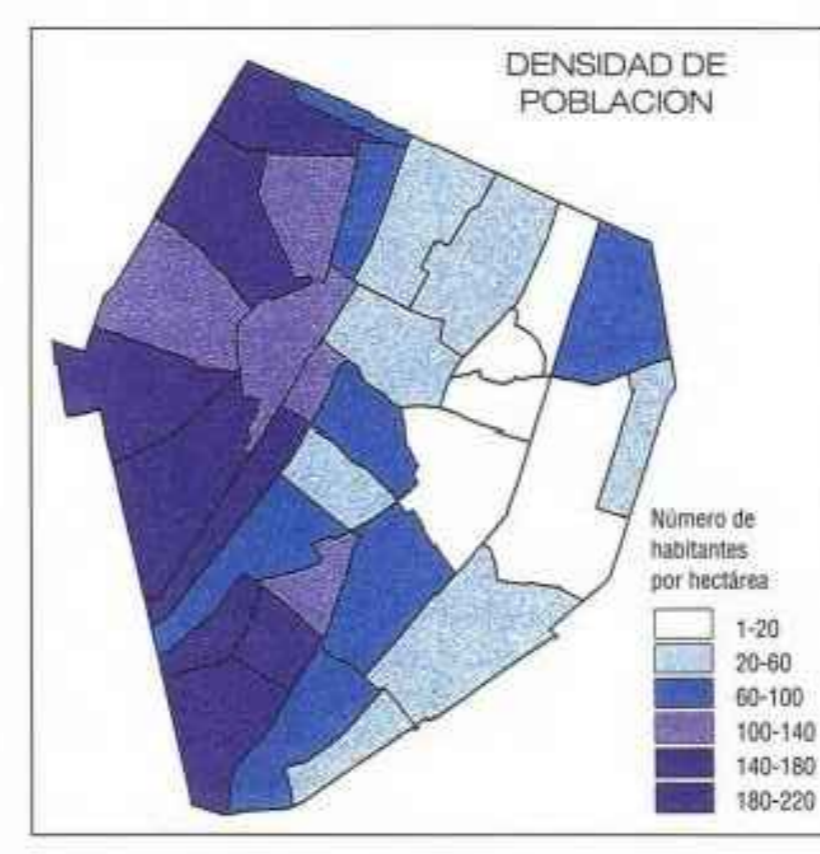 DENSIDAD DE
POBLACION
Número de
habitantes
por hectárea
1-20
20-60
60-100
100-140
140-180
180-220